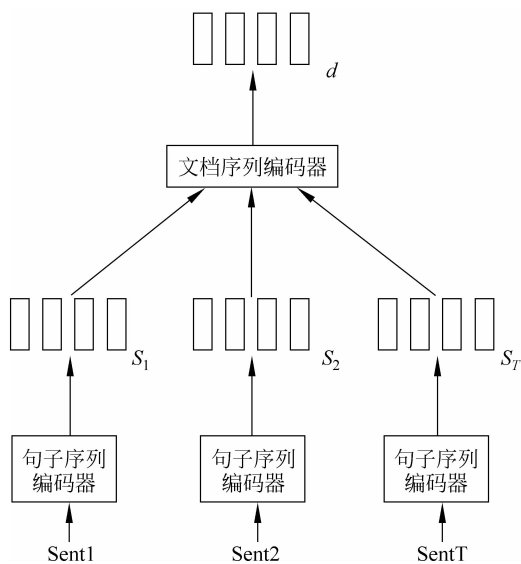 d
文档序列编码器
S1 S2 ST
句子序列 句子序列 句子序列
编码器 编码器 编码器
Sent1 Sent2 SentT